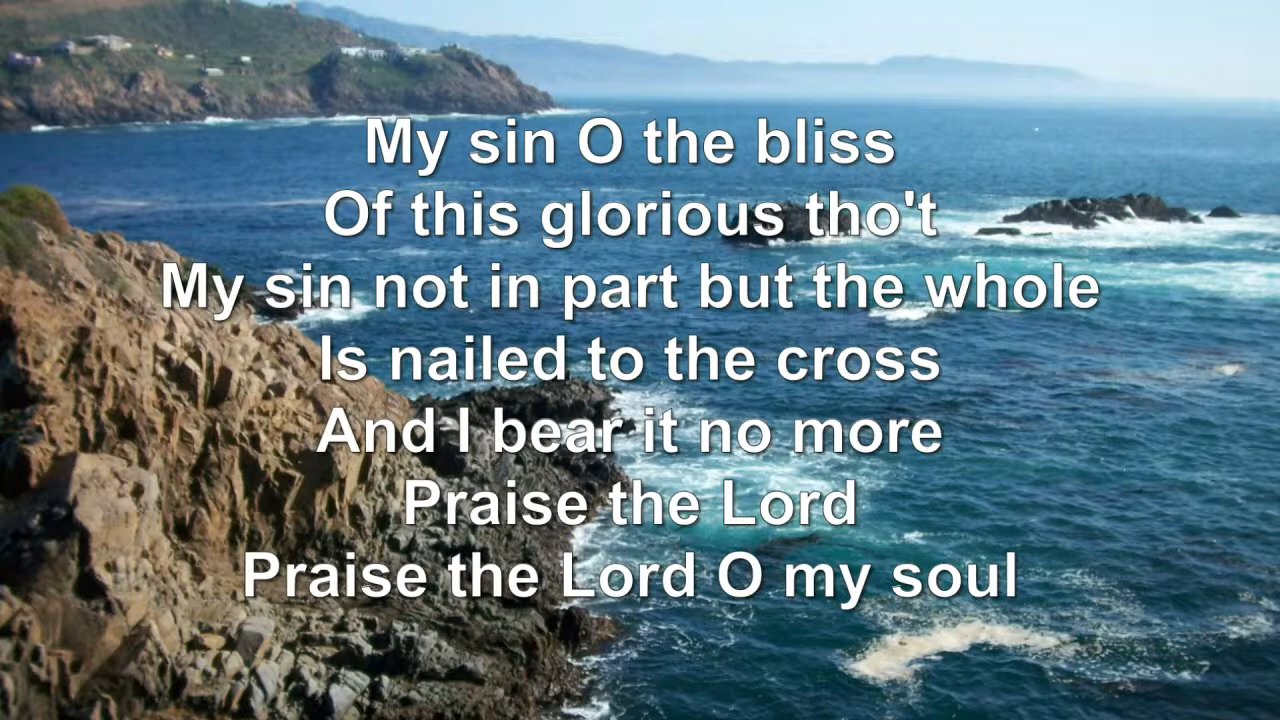 My sin O the bliss
Of this glorious tho't
My sin not in part but the whole
Is nailed to the cross
And I bear it no more
Praise the Lord
Praise the Lord O my soul